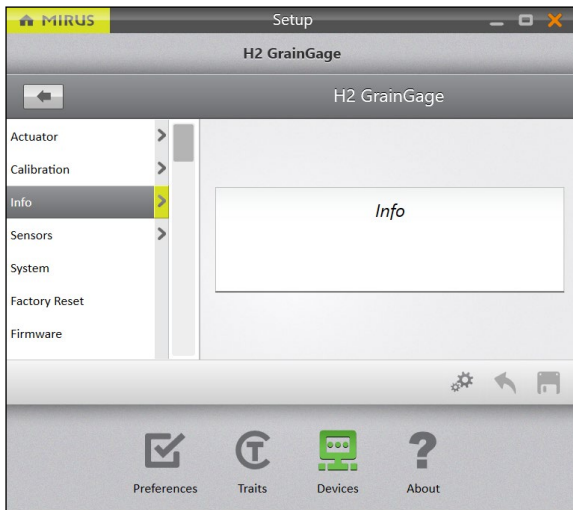 MIRUS Setup
H2 GrainGage
H2 GrainGage
Actuator
Calibration
Info
Sensors
System
Factory Reset
Firmware
Info
Preferences Traits Devices About